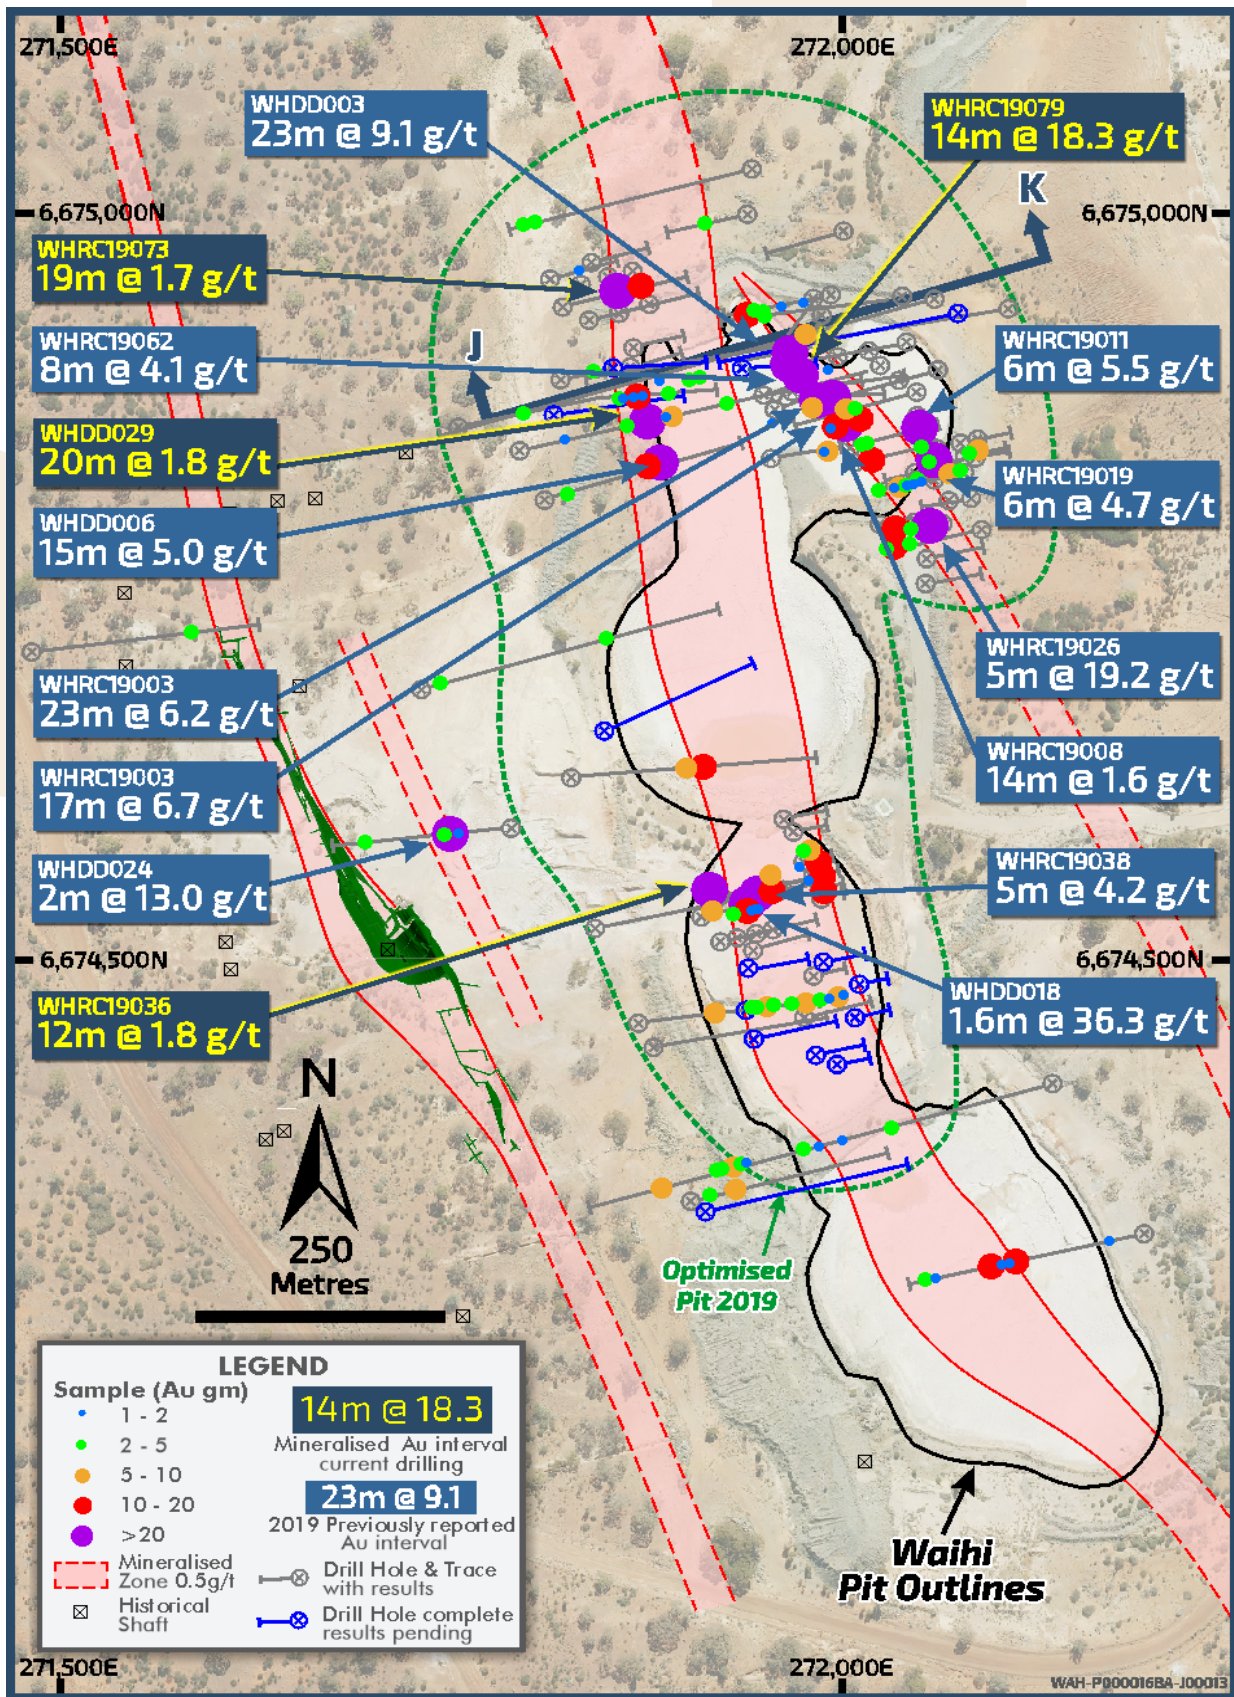 271,500E
272,000E
WHDD003
23m @ 9.1 g/t
WHRC19079
14m @ 18.3 g/t
K
6,675,000N
6,675,000N
WHRC19073
19m @ 1.7 g/t
WHRC19062
8m @ 4.1 g/t
J
WHRC19011
6m @ 5.5 g/t
WHDD029
20m @ 1.8 g/t
WHRC19019
6m @ 4.7 g/t
WHDD006
15m @ 5.0 g/t
WHRC19026
5m @ 19.2 g/t
WHRC19003
23m @ 6.2 g/t
WHRC19008
14m @ 1.6 g/t
WHRC19003
17m @ 6.7 g/t
WHDD024
2m @ 13.0 g/t
WHRC19038
5m @ 4.2 g/t
6,674,500N
6,674,500N
WHDD018
1.6m @ 36.3 g/t
WHRC19036
12m @ 1.8 g/t
N
250
Metres
Optimised
Pit 2019
LEGEND
Sample (Au gm)
1 - 2
2 - 5
5 - 10
10 - 20
>20
Mineralised
Zone 0.5g/t
Historical
Shaft
14m @ 18.3
Mineralised Au interval
current drilling
23m @ 9.1
2019 Previously reported
Au interval
Drill Hole & Trace
with results
Drill Hole complete
results pending
Waihi
Pit Outlines
271,500E
272,000E
WAH-P000016BA-J00013